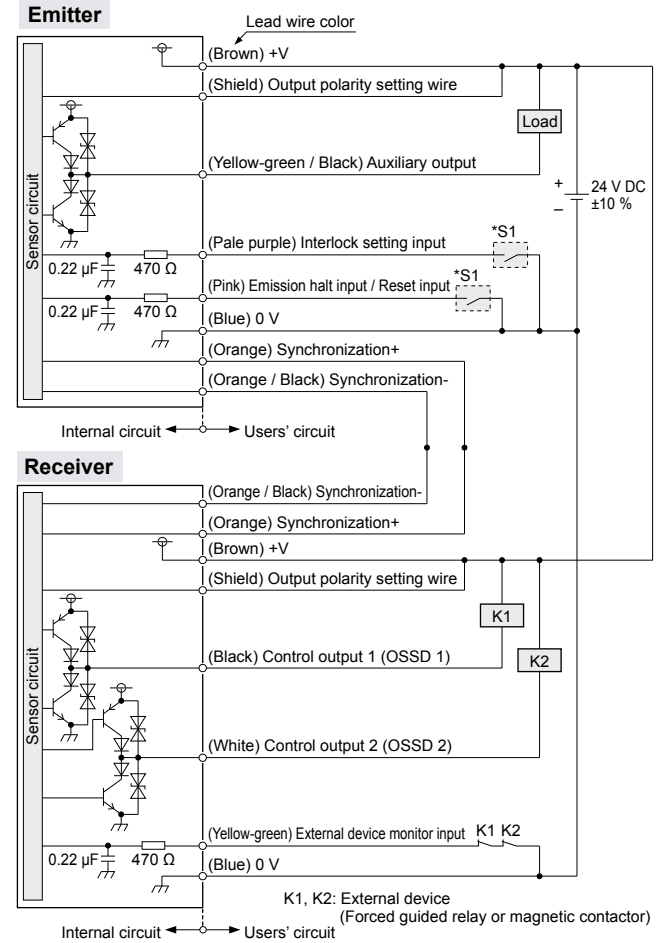 Emitter
Lead wire color
(Brown) +V
(Shield) Output polarity setting wire
Load
(Yellow-green / Black) Auxiliary output
+
24 V DC
–
±10 %
Sensor circuit
(Pale purple) Interlock setting input
*S1
0.22 µF
470 Ω
(Pink) Emission halt input / Reset input
*S1
0.22 µF
470 Ω
(Blue) 0 V
(Orange) Synchronization+
(Orange / Black) Synchronization-
Internal circuit
Users' circuit
Receiver
(Orange / Black) Synchronization-
(Orange) Synchronization+
(Brown) +V
(Shield) Output polarity setting wire
K1
(Black) Control output 1 (OSSD 1)
K2
Sensor circuit
(White) Control output 2 (OSSD 2)
(Yellow-green) External device monitor input
K1 K2
0.22 µF
470 Ω
(Blue) 0 V
K1, K2: External device
(Forced guided relay or magnetic contactor)
Internal circuit
Users' circuit